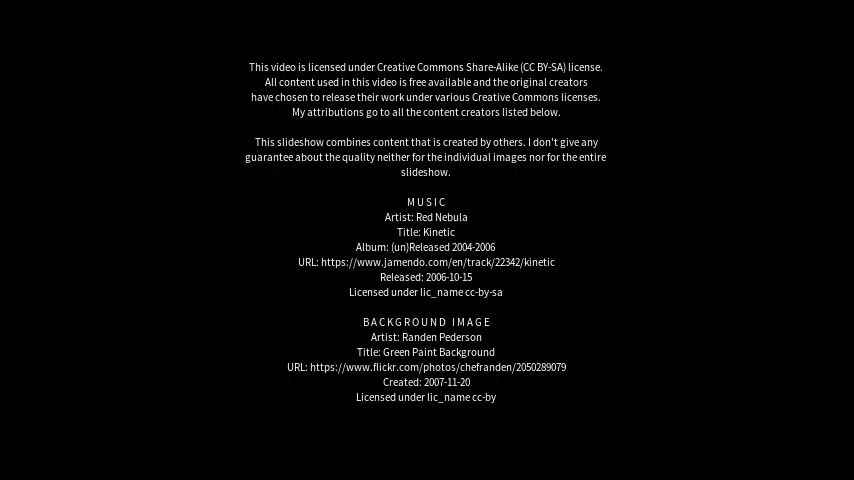 This video is licensed under Creative Commons Share-Alike (CC BY-SA) license.
All content used in this video is free available and the original creators
have chosen to release their work under various Creative Commons licenses.
My attributions go to all the content creators listed below.
This slideshow combines content that is created by others. I don't give any
guarantee about the quality neither for the individual images nor for the entire
slideshow.
MUSIC
Artist: Red Nebula
Title: Kinetic
Album: (un)Released 2004-2006
URL: https://www.jamendo.com/en/track/22342/kinetic
Released: 2006-10-15
Licensed under lic_name cc-by-sa
BACKGROUND IMAGE
Artist: Randen Pederson
Title: Green Paint Background
URL: https://www.flickr.com/photos/chefranden/2050289079
Created: 2007-11-20
Licensed under lic_name cc-by